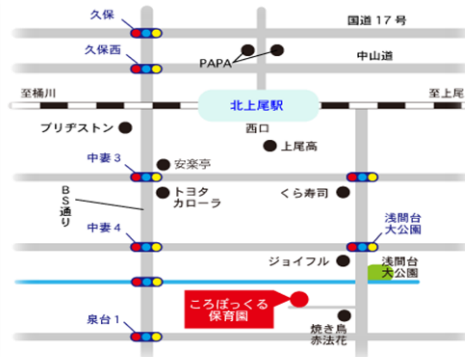 久保
国道17号
久保西
PAPA
中山道
至桶川
北上尾駅
至上尾
ブリヂストン
西口
上尾高
中妻3
安楽亭
トヨタ
カローラ
くら寿司
BS通り
中妻4
浅間台
大公園
ジョイフル
浅間台
大公園
ころぽっくる
保育園
泉台1
焼き鳥
赤法花